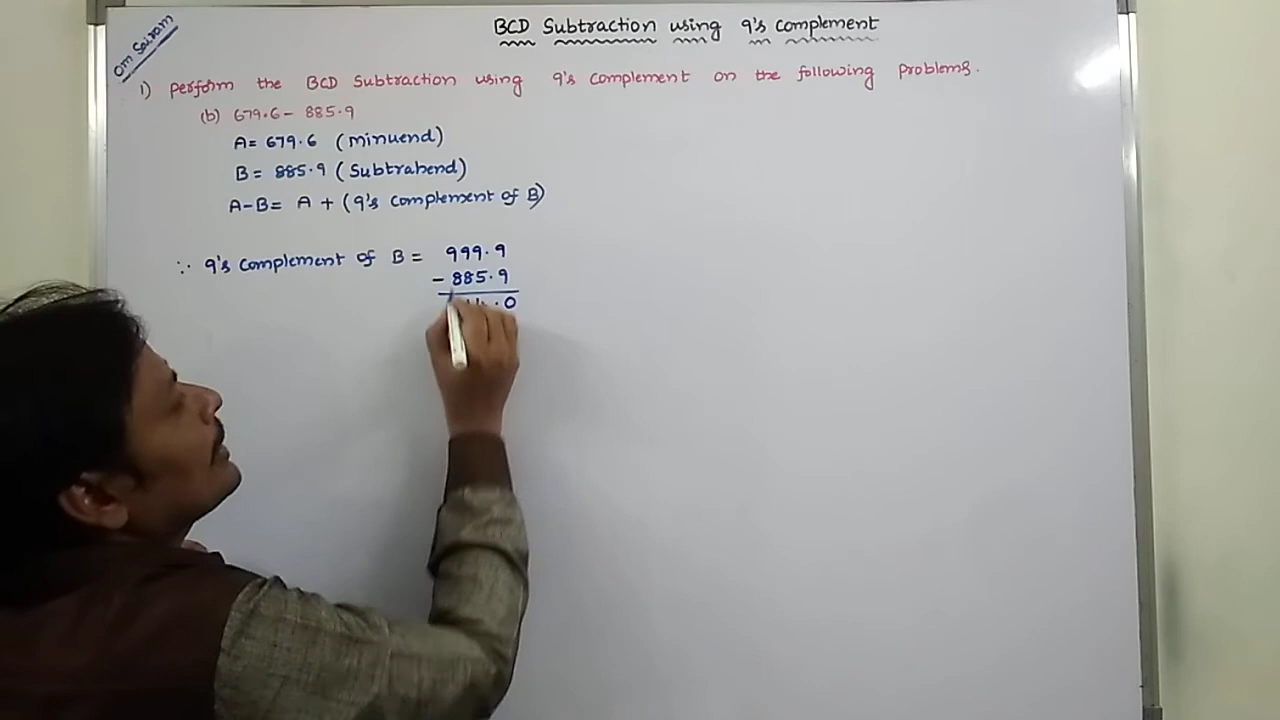 Om Sairam
BCD Subtraction using 9's complement
1) Perform the BCD Subtraction using 9's complement on the following problems.
(b) 679.6 - 885.9
A = 679.6 (minuend)
B = 885.9 (Subtrahend)
A-B = A + (9's complement of B)
∵ 9's complement of B = 999.9
- 885.9
.0